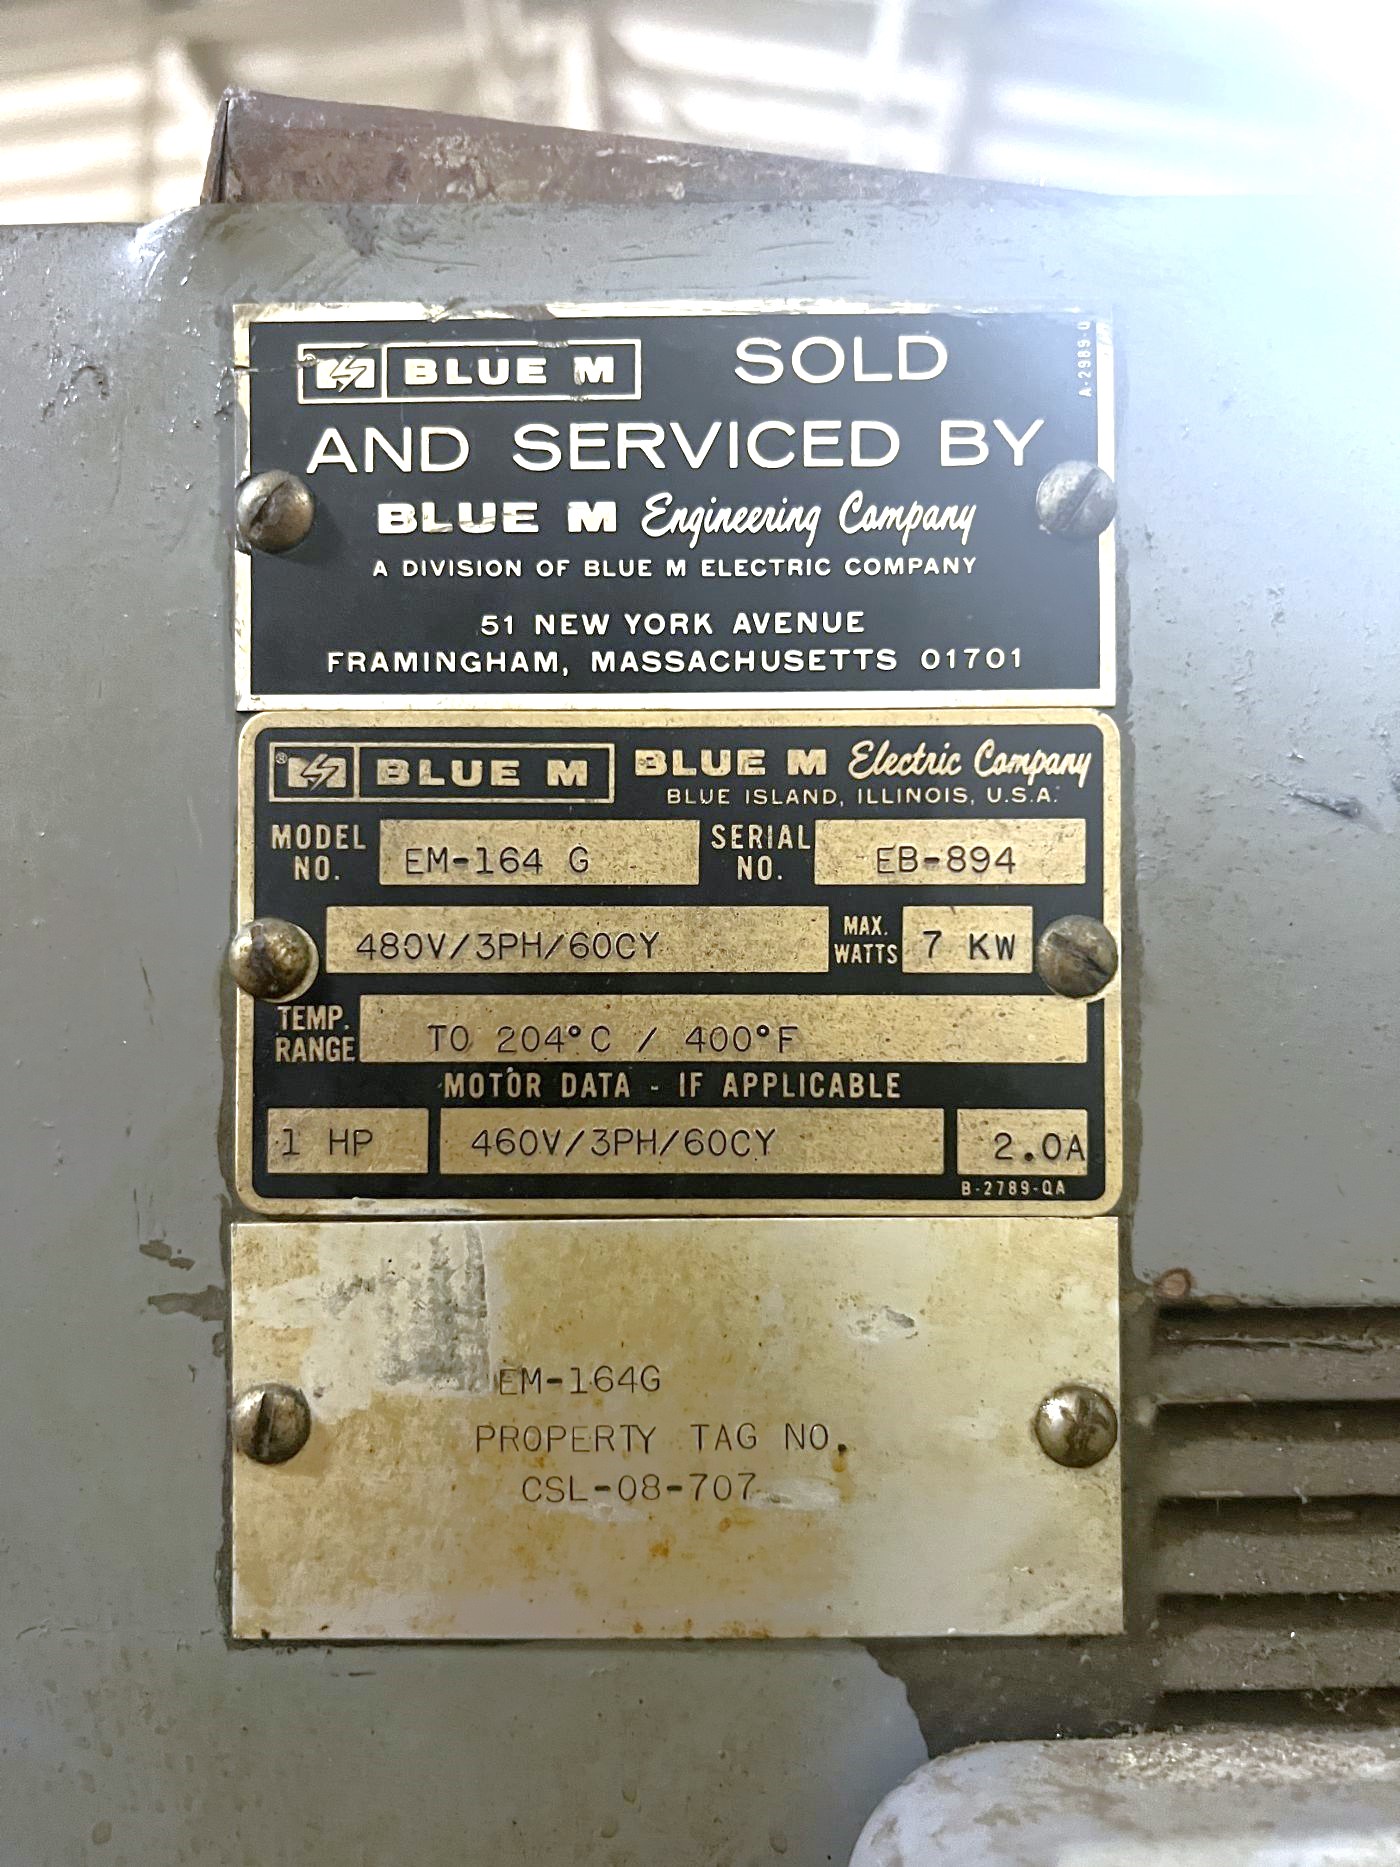 BLUE M SOLD
A-2989-Q
AND SERVICED BY
BLUE M Engineering Company
A DIVISION OF BLUE M ELECTRIC COMPANY
51 NEW YORK AVENUE
FRAMINGHAM, MASSACHUSETTS 01701
® BLUE M BLUE M Electric Company
BLUE ISLAND, ILLINOIS, U.S.A.
MODEL NO. EM-164 G SERIAL NO. EB-894
480V/3PH/60CY MAX. WATTS 7 KW
TEMP. RANGE TO 204°C / 400°F
MOTOR DATA - IF APPLICABLE
1 HP 460V/3PH/60CY 2.0A
B-2789-QA
EM-164G
PROPERTY TAG NO.
CSL-08-707